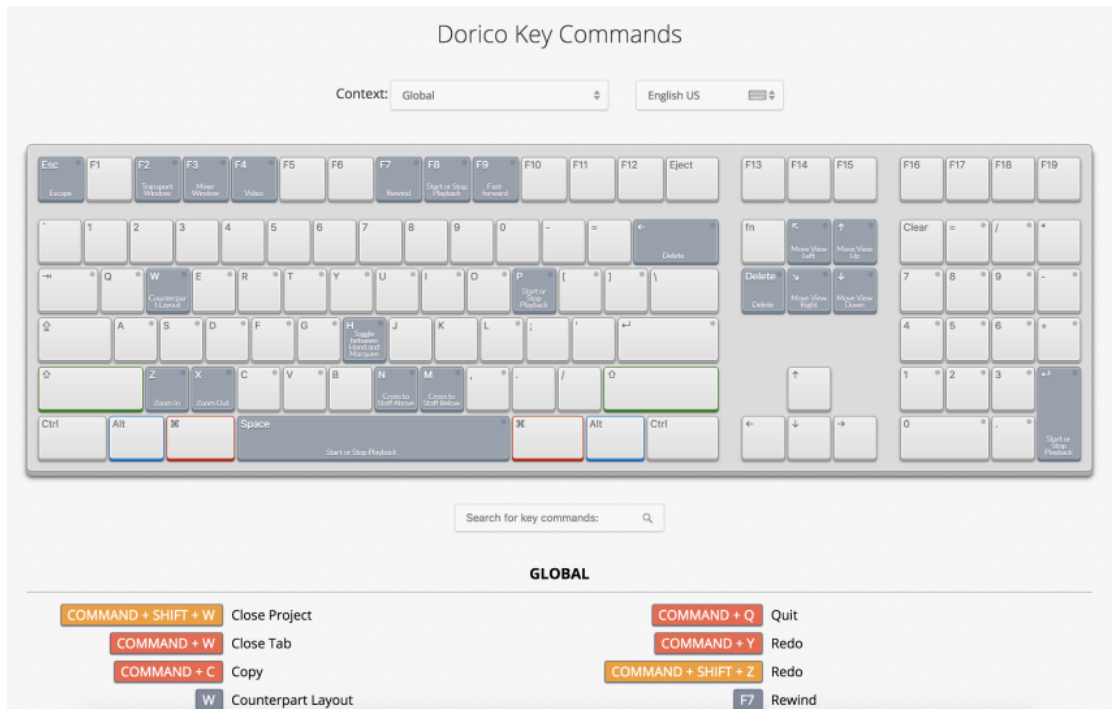 Dorico Key Commands
Context: Global English US
Esc Escape F1 F2 Transport Window F3 Mixer Window F4 Video F5 F6 F7 Rewind F8 Start or Stop Playback F9 Fast-forward F10 F11 F12 Eject F13 F14 F15 F16 F17 F18 F19
` 1 2 3 4 5 6 7 8 9 0 - = ← Delete fn ↖ Move View Left ↑ Move View Up Clear = / *
⇥ Q W Counterpart Layout E R T Y U I O P Start or Stop Playback [ ] \ Delete Delete ↘ Move View Right ↓ Move View Down 7 8 9 -
⇪ A S D F G H Toggle between Hand and Marquee J K L ; ' ↵ 4 5 6 +
⇧ Z Zoom In X Zoom Out C V B N Cross to Staff Above M Cross to Staff Below , . / ⇧ ↑ 1 2 3 ↵ Start or Stop Playback
Ctrl Alt ⌘ Space Start or Stop Playback ⌘ Alt Ctrl ← ↓ → 0 .
Search for key commands:
GLOBAL
COMMAND + SHIFT + W Close Project COMMAND + Q Quit
COMMAND + W Close Tab COMMAND + Y Redo
COMMAND + C Copy COMMAND + SHIFT + Z Redo
W Counterpart Layout F7 Rewind